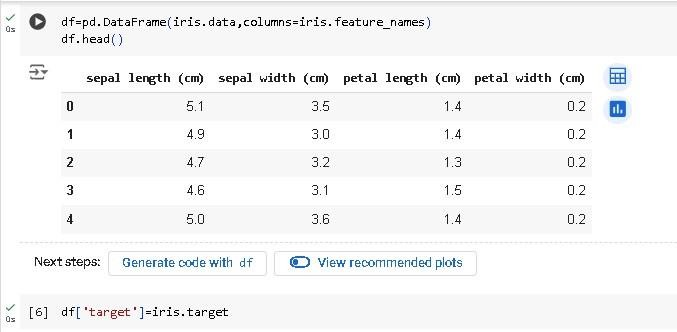 df=pd.DataFrame(iris.data,columns=iris.feature_names)
df.head()
0s
sepal length (cm) sepal width (cm) petal length (cm) petal width (cm)
0 5.1 3.5 1.4 0.2
1 4.9 3.0 1.4 0.2
2 4.7 3.2 1.3 0.2
3 4.6 3.1 1.5 0.2
4 5.0 3.6 1.4 0.2
Next steps: Generate code with df View recommended plots
[6] df['target']=iris.target
0s